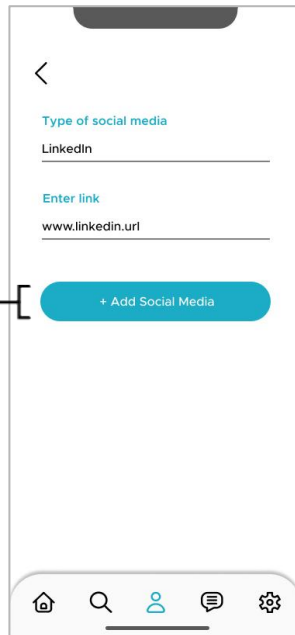 Type of social media
LinkedIn
Enter link
www.linkedin.url
+ Add Social Media